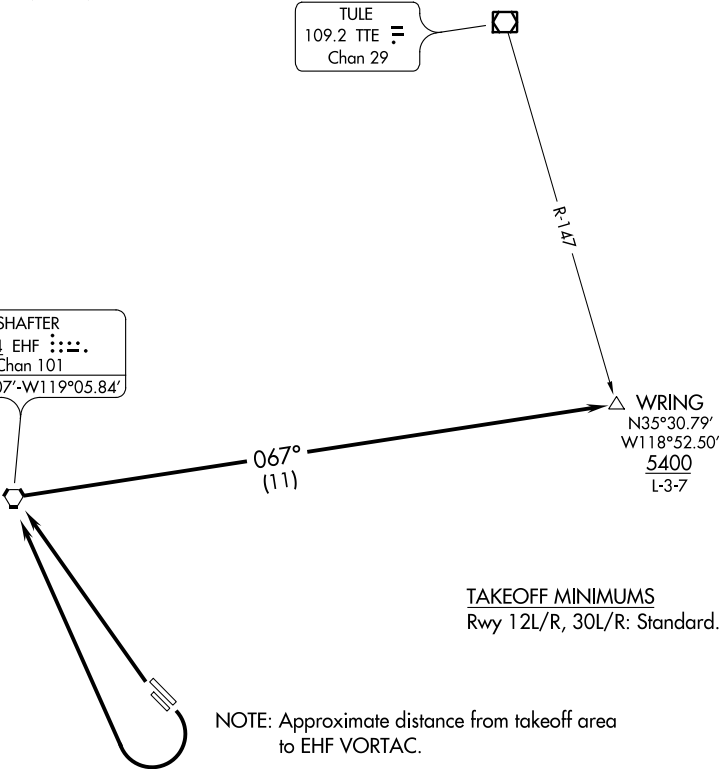 TULE
109.2 TTE
Chan 29
R-147
SHAFTER
EHF
Chan 101
07'-W119°05.84'
WRING
N35°30.79'
W118°52.50'
5400
L-3-7
067°
(11)
TAKEOFF MINIMUMS
Rwy 12L/R, 30L/R: Standard.
NOTE: Approximate distance from takeoff area
to EHF VORTAC.